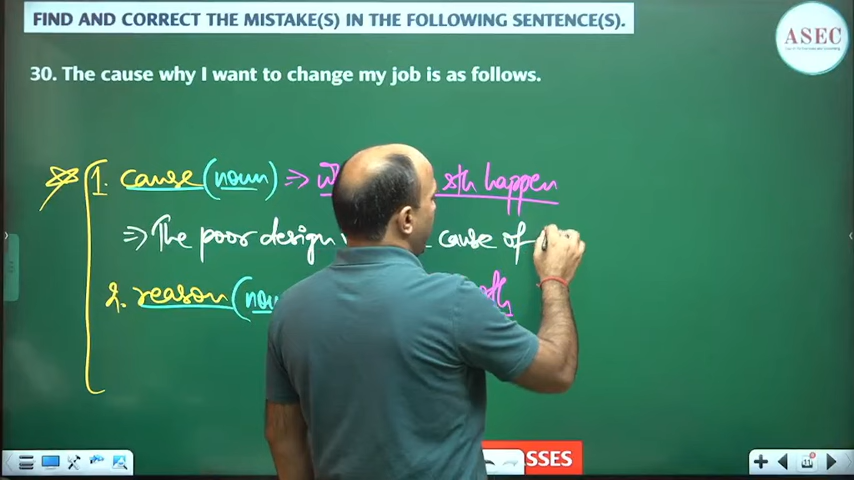 FIND AND CORRECT THE MISTAKE(S) IN THE FOLLOWING SENTENCE(S).
ASEC
30. The cause why I want to change my job is as follows.
1. cause (noun) ⇒ sth happen
⇒ The poor design cause of
2. reason (noun sth
SSES